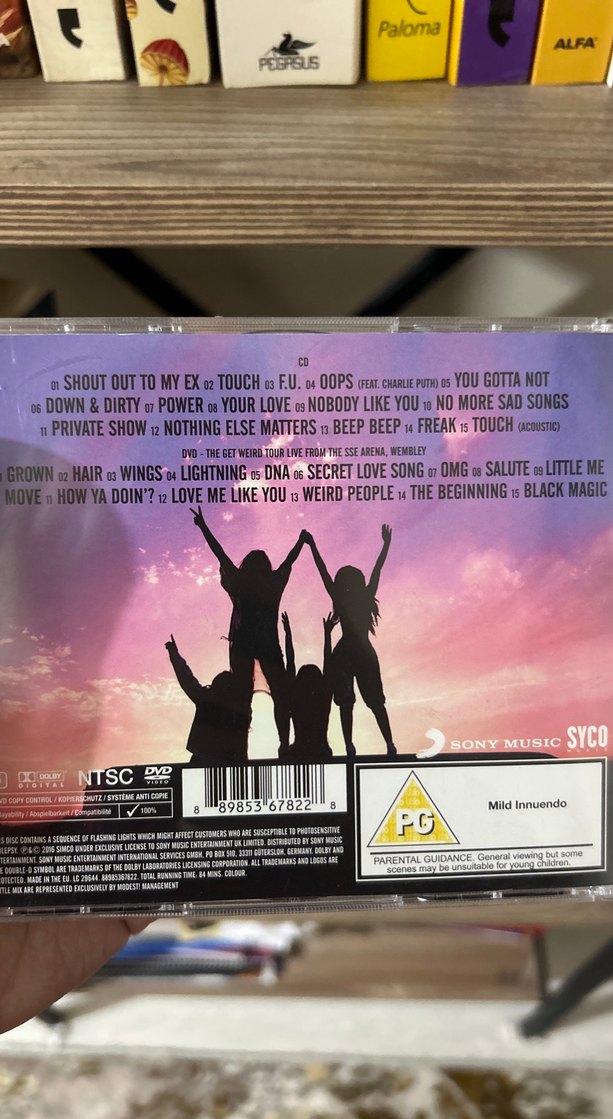 PEGASUS
Paloma
ALFA
CD
01 SHOUT OUT TO MY EX 02 TOUCH 03 F.U. 04 OOPS (FEAT. CHARLIE PUTH) 05 YOU GOTTA NOT
06 DOWN & DIRTY 07 POWER 08 YOUR LOVE 09 NOBODY LIKE YOU 10 NO MORE SAD SONGS
11 PRIVATE SHOW 12 NOTHING ELSE MATTERS 13 BEEP BEEP 14 FREAK 15 TOUCH (ACOUSTIC)
DVD - THE GET WEIRD TOUR LIVE FROM THE SSE ARENA, WEMBLEY
GROWN 02 HAIR 03 WINGS 04 LIGHTNING 05 DNA 06 SECRET LOVE SONG 07 OMG 08 SALUTE 09 LITTLE ME
MOVE 11 HOW YA DOIN'? 12 LOVE ME LIKE YOU 13 WEIRD PEOPLE 14 THE BEGINNING 15 BLACK MAGIC
SONY MUSIC SYCO
DOLBY DIGITAL NTSC DVD VIDEO
VD COPY CONTROL / KOPIERSCHUTZ / SYSTÈME ANTI COPIE
ayability / Abspielbarkeit / Compatibilité 100%
8 89853 67822 8
PG
Mild Innuendo
PARENTAL GUIDANCE. General viewing but some
scenes may be unsuitable for young children.
S DISC CONTAINS A SEQUENCE OF FLASHING LIGHTS WHICH MIGHT AFFECT CUSTOMERS WHO ARE SUSCEPTIBLE TO PHOTOSENSITIVE
ILEPSY. ℗&© 2016 SIMCO UNDER EXCLUSIVE LICENSE TO SONY MUSIC ENTERTAINMENT UK LIMITED. DISTRIBUTED BY SONY MUSIC
TERTAINMENT. SONY MUSIC ENTERTAINMENT INTERNATIONAL SERVICES GMBH, PO BOX 510, 33311 GÜTERSLOH, GERMANY. DOLBY AND
E DOUBLE-D SYMBOL ARE TRADEMARKS OF THE DOLBY LABORATORIES LICENSING CORPORATION. ALL TRADEMARKS AND LOGOS ARE
OTECTED. MADE IN THE EU. LC 29644. 88985367822. TOTAL RUNNING TIME: 84 MINS. COLOUR.
TLE MIX ARE REPRESENTED EXCLUSIVELY BY MODEST! MANAGEMENT